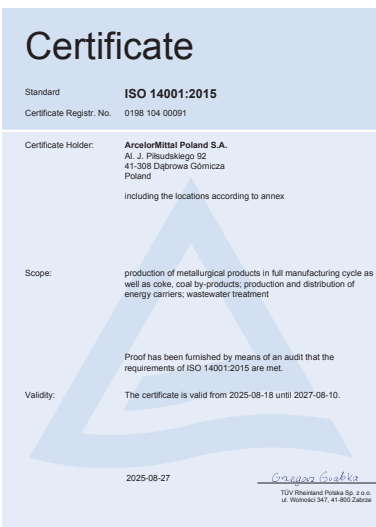 Certificate
Standard ISO 14001:2015
Certificate Registr. No. 0198 104 00091
Certificate Holder: ArcelorMittal Poland S.A.
Al. J. Piłsudskiego 92
41-308 Dąbrowa Górnicza
Poland
including the locations according to annex
Scope: production of metallurgical products in full manufacturing cycle as
well as coke, coal by-products; production and distribution of
energy carriers; wastewater treatment
Proof has been furnished by means of an audit that the
requirements of ISO 14001:2015 are met.
Validity: The certificate is valid from 2025-08-18 until 2027-08-10.
2025-08-27 Grzegorz Grabka
TÜV Rheinland Polska Sp. z o.o.
ul. Wolności 347, 41-800 Zabrze